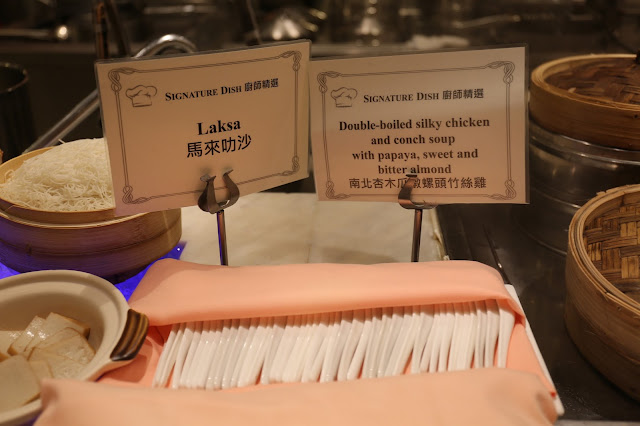 SIGNATURE DISH 廚師精選
Laksa
馬來叻沙
SIGNATURE DISH 廚師精選
Double-boiled silky chicken
and conch soup
with papaya, sweet and
bitter almond
南北杏木瓜燉螺頭竹絲雞